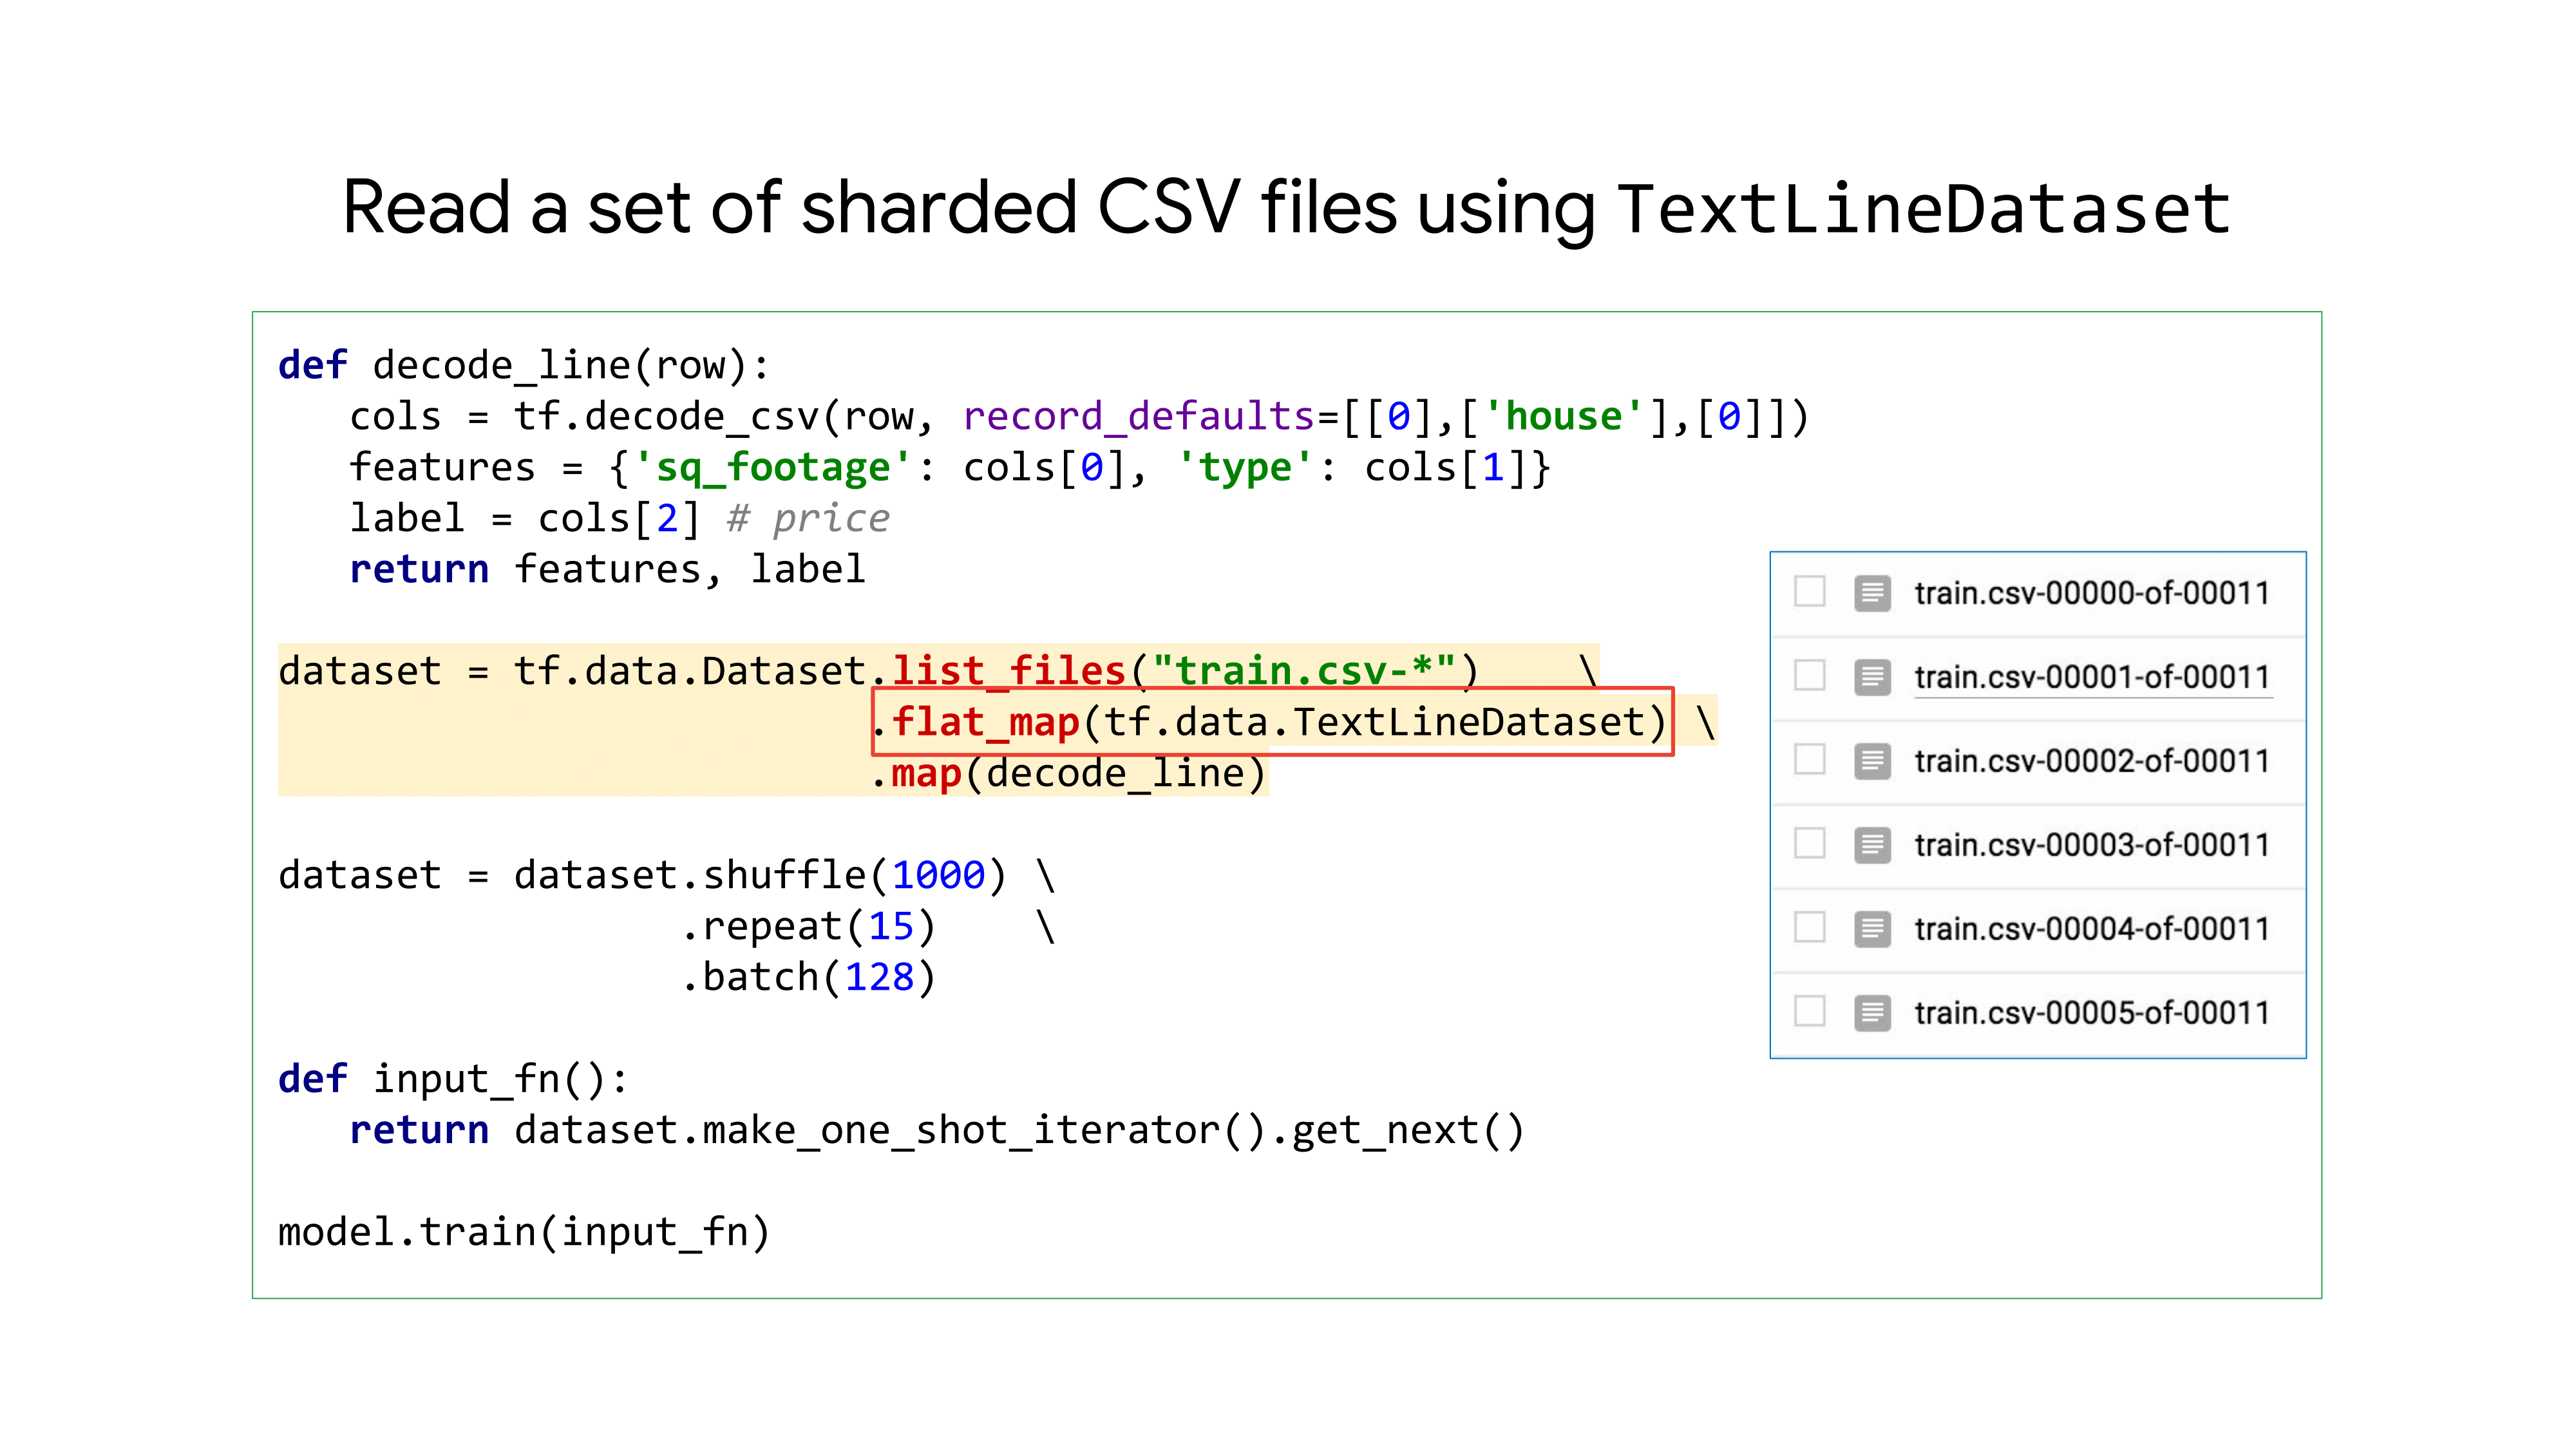 Read a set of sharded CSV files using TextLineDataset
def decode_line(row):
   cols = tf.decode_csv(row, record_defaults=[[0],['house'],[0]])
   features = {'sq_footage': cols[0], 'type': cols[1]}
   label = cols[2] # price
   return features, label
dataset = tf.data.Dataset.list_files("train.csv-*")    \
                         .flat_map(tf.data.TextLineDataset) \
                         .map(decode_line)
dataset = dataset.shuffle(1000) \
                 .repeat(15)    \
                 .batch(128)
def input_fn():
   return dataset.make_one_shot_iterator().get_next()
model.train(input_fn)
train.csv-00000-of-00011
train.csv-00001-of-00011
train.csv-00002-of-00011
train.csv-00003-of-00011
train.csv-00004-of-00011
train.csv-00005-of-00011